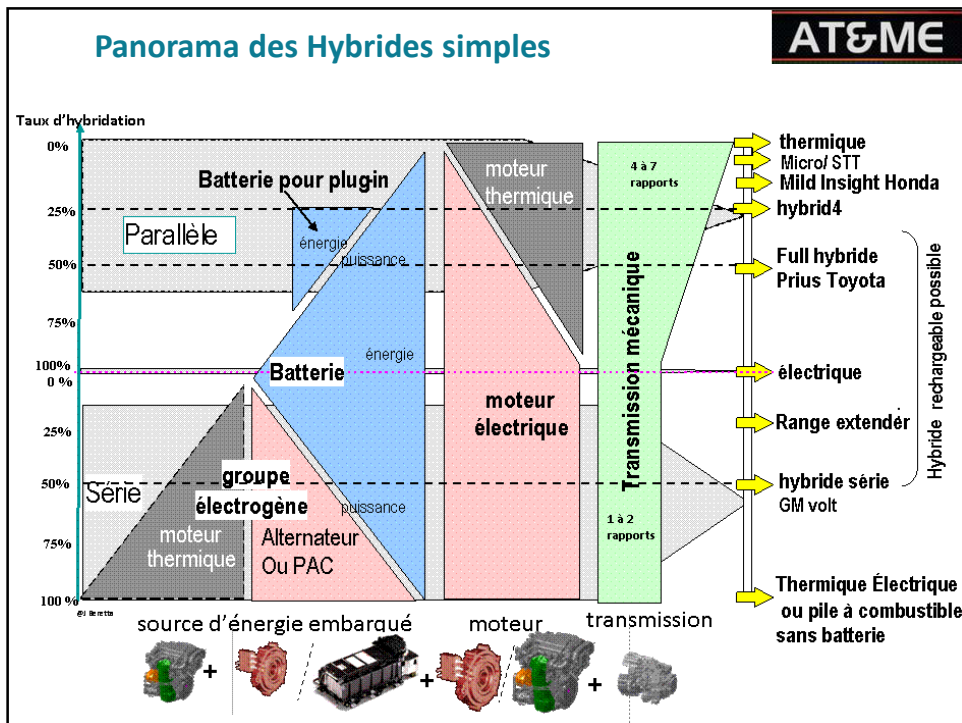 Panorama des Hybrides simples
AT&ME
Taux d'hybridation
0%
25%
50%
75%
100%
0 %
25%
50%
75%
100 %
Parallèle
Batterie pour plug-in
énergie
puissance
énergie
Batterie
Série
moteur
thermique
groupe
électrogène
Alternateur
Ou PAC
puissance
moteur
thermique
moteur
électrique
4 à 7
rapports
Transmission mécanique
1 à 2
rapports
thermique
Micro/ STT
Mild Insight Honda
hybrid4
Full hybride
Prius Toyota
électrique
Range extender
hybride série
GM volt
Thermique Électrique
ou pile à combustible
sans batterie
Hybride rechargeable possible
source d'énergie embarqué
moteur
transmission
+
/
+
/
+